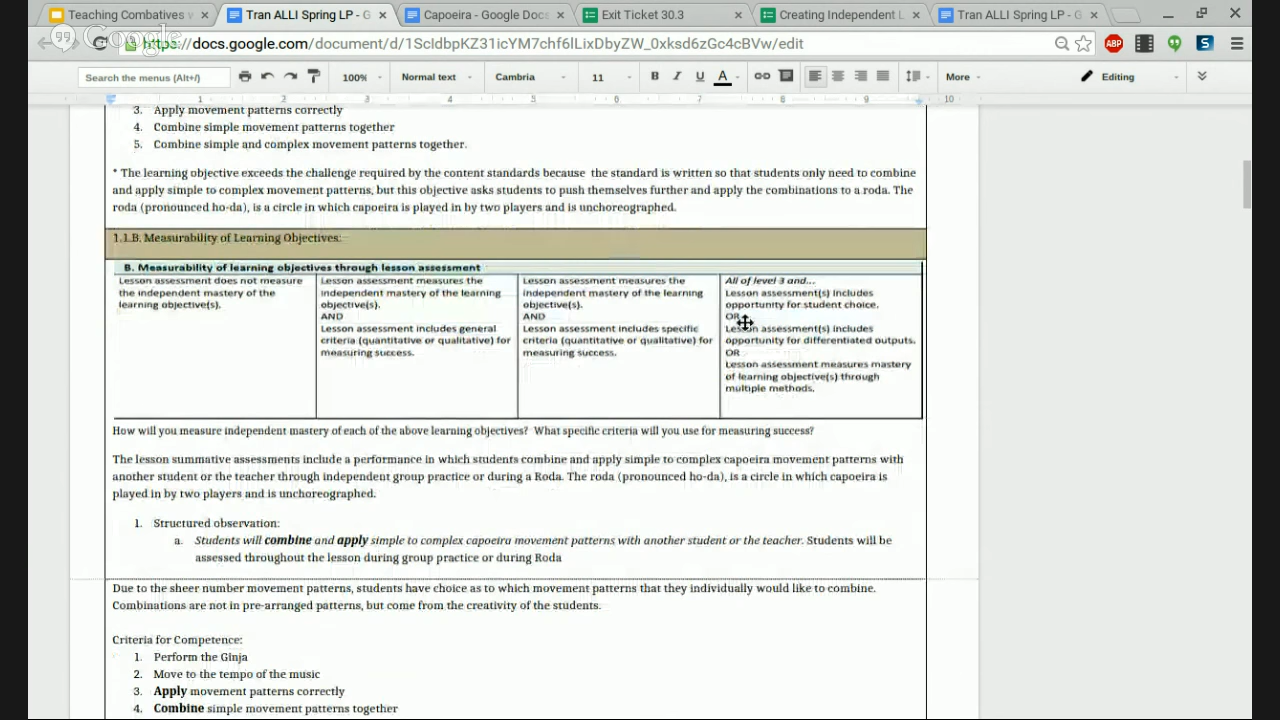 Teaching Combatives
Tran ALLI Spring LP - G
Capoeira - Google Docs
Exit Ticket 30.3
Creating Independent L
Tran ALLI Spring LP - G
Google
https://docs.google.com/document/d/1ScIdbpKZ31icYM7chf6lLixDbyZW_0xksd6zGc4cBVw/edit
ABP
Search the menus (Alt+/)
100%
Normal text
Cambria
11
B I U A
More
Editing
1 2 3 4 5 6 7 8 9 10
3. Apply movement patterns correctly
4. Combine simple movement patterns together
5. Combine simple and complex movement patterns together.
* The learning objective exceeds the challenge required by the content standards because the standard is written so that students only need to combine
and apply simple to complex movement patterns, but this objective asks students to push themselves further and apply the combinations to a roda. The
roda (pronounced ho-da), is a circle in which capoeira is played in by two players and is unchoreographed.
1.1.B. Measurability of Learning Objectives:
B. Measurability of learning objectives through lesson assessment
Lesson assessment does not measure
the independent mastery of the
learning objective(s).
Lesson assessment measures the
independent mastery of the learning
objective(s).
AND
Lesson assessment includes general
criteria (quantitative or qualitative) for
measuring success.
Lesson assessment measures the
independent mastery of the learning
objective(s).
AND
Lesson assessment includes specific
criteria (quantitative or qualitative) for
measuring success.
All of level 3 and...
Lesson assessment(s) includes
opportunity for student choice.
OR
Lesson assessment(s) includes
opportunity for differentiated outputs.
OR
Lesson assessment measures mastery
of learning objective(s) through
multiple methods.
How will you measure independent mastery of each of the above learning objectives? What specific criteria will you use for measuring success?
The lesson summative assessments include a performance in which students combine and apply simple to complex capoeira movement patterns with
another student or the teacher through independent group practice or during a Roda. The roda (pronounced ho-da), is a circle in which capoeira is
played in by two players and is unchoreographed.
1. Structured observation:
a. Students will combine and apply simple to complex capoeira movement patterns with another student or the teacher. Students will be
assessed throughout the lesson during group practice or during Roda
Due to the sheer number movement patterns, students have choice as to which movement patterns that they individually would like to combine.
Combinations are not in pre-arranged patterns, but come from the creativity of the students.
Criteria for Competence:
1. Perform the Ginja
2. Move to the tempo of the music
3. Apply movement patterns correctly
4. Combine simple movement patterns together